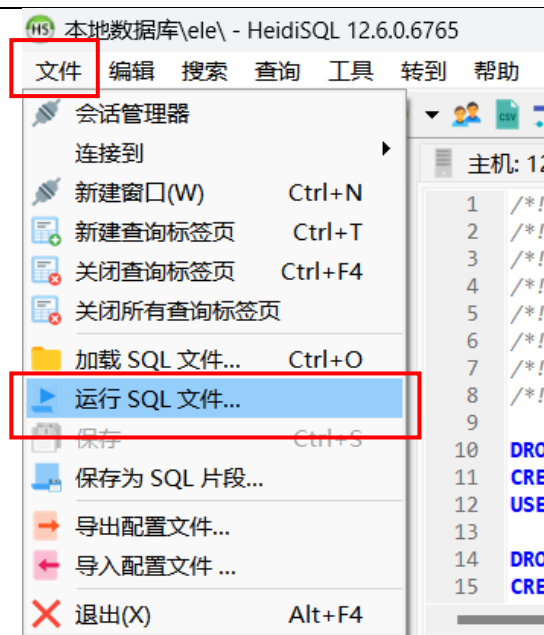 HS 本地数据库\ele\ - HeidiSQL 12.6.0.6765
文件 编辑 搜索 查询 工具 转到 帮助
会话管理器
连接到
新建窗口(W) Ctrl+N
新建查询标签页 Ctrl+T
关闭查询标签页 Ctrl+F4
关闭所有查询标签页
加载 SQL 文件... Ctrl+O
运行 SQL 文件...
保存 Ctrl+S
保存为 SQL 片段...
导出配置文件...
导入配置文件 ...
退出(X) Alt+F4
CSV
主机: 12
1 /*!
2 /*!
3 /*!
4 /*!
5 /*!
6 /*!
7 /*!
8 /*!
9
10 DRO
11 CRE
12 USE
13
14 DRO
15 CRE